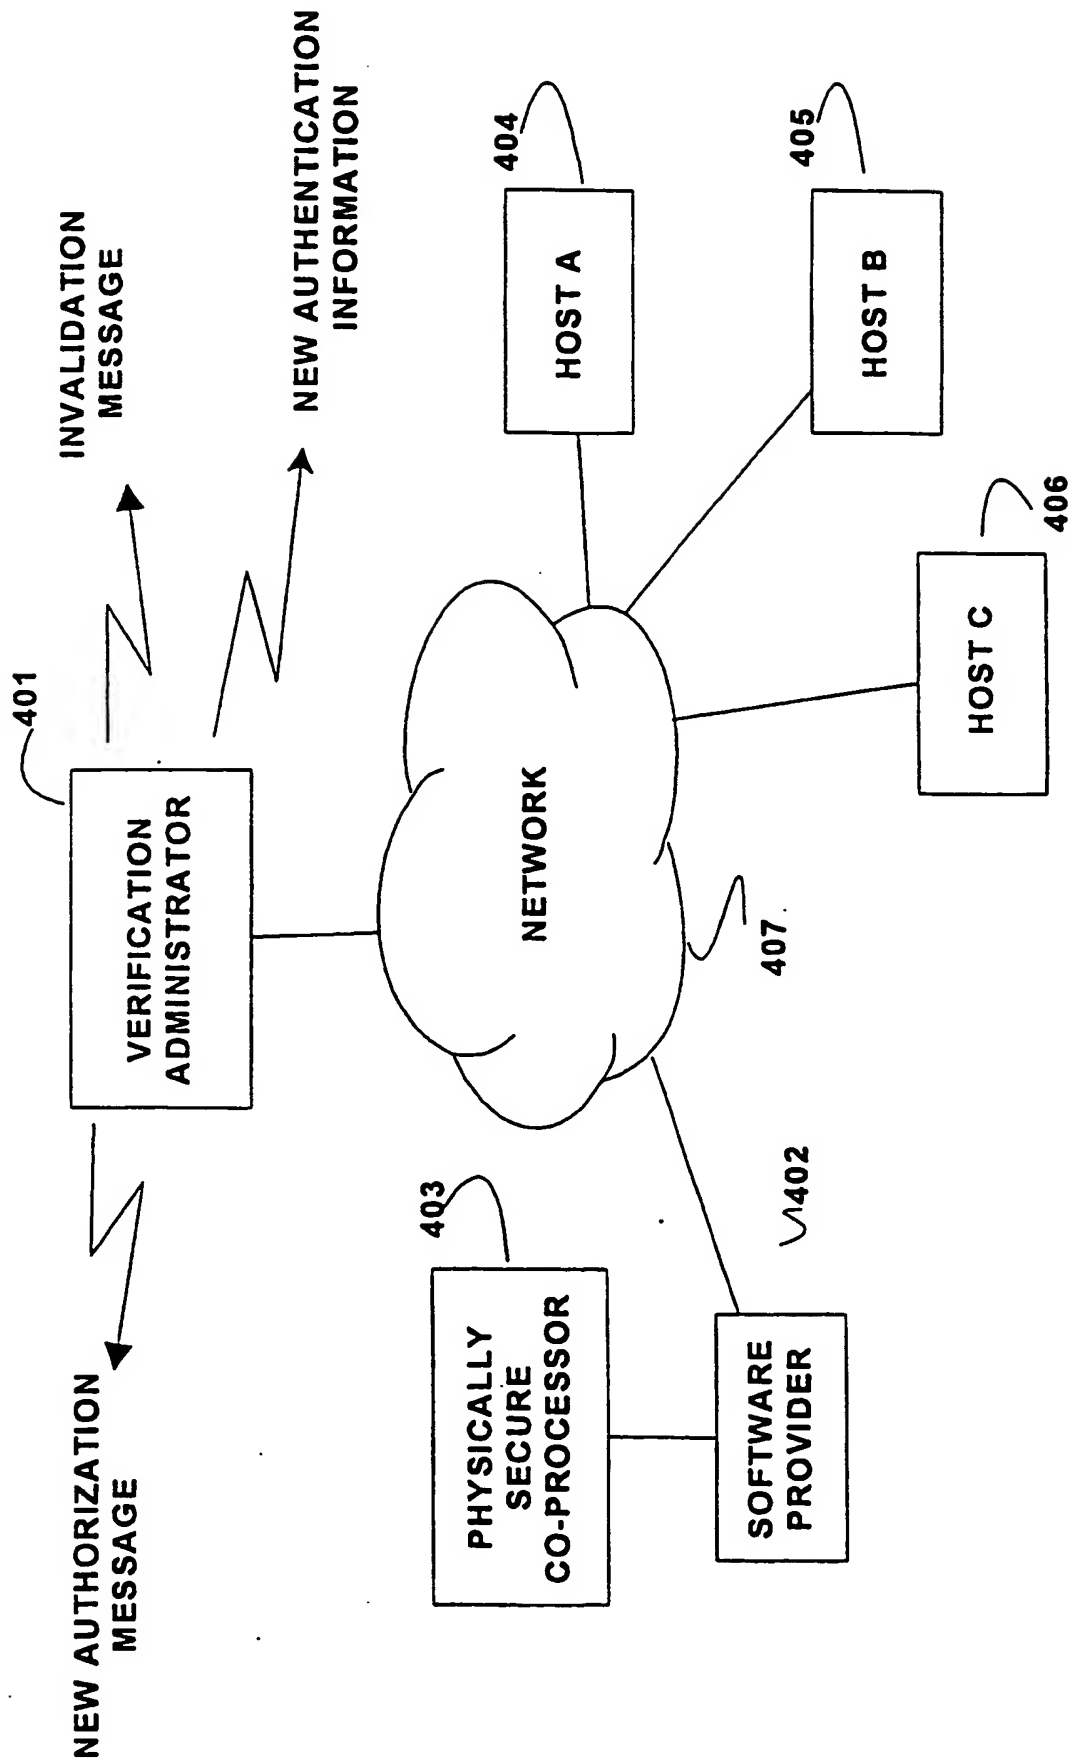 NEW AUTHORIZATION
MESSAGE
401
INVALIDATION
MESSAGE
VERIFICATION
ADMINISTRATOR
NEW AUTHENTICATION
INFORMATION
403
PHYSICALLY
SECURE
CO-PROCESSOR
NETWORK
404
HOST A
402
SOFTWARE
PROVIDER
407
405
HOST B
HOST C
406